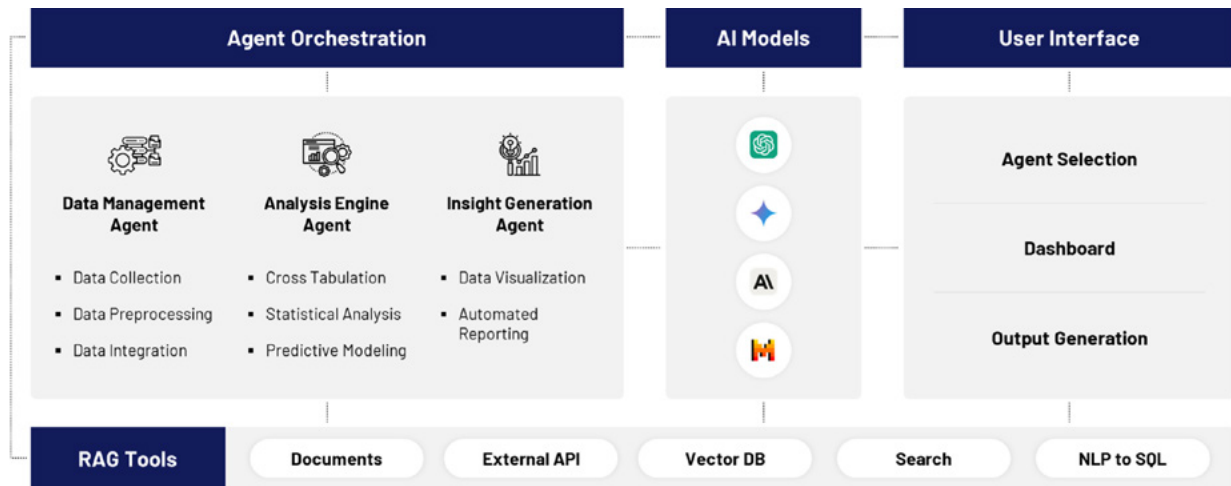 Agent Orchestration
AI Models
User Interface
Data Management
Agent
Data Collection
Data Preprocessing
Data Integration
Analysis Engine
Agent
Cross Tabulation
Statistical Analysis
Predictive Modeling
Insight Generation
Agent
Data Visualization
Automated
Reporting
A\
Agent Selection
Dashboard
Output Generation
RAG Tools
Documents
External API
Vector DB
Search
NLP to SQL